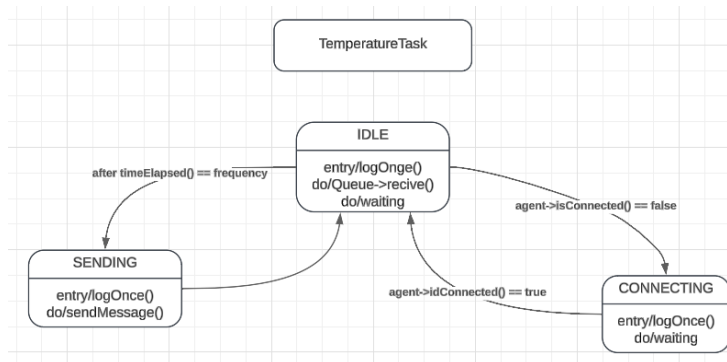 TemperatureTask
IDLE
entry/logOnge()
do/Queue->recive()
do/waiting
after timeElapsed() == frequency
agent->isConnected() == false
SENDING
entry/logOnce()
do/sendMessage()
agent->idConnected() == true
CONNECTING
entry/logOnce()
do/waiting